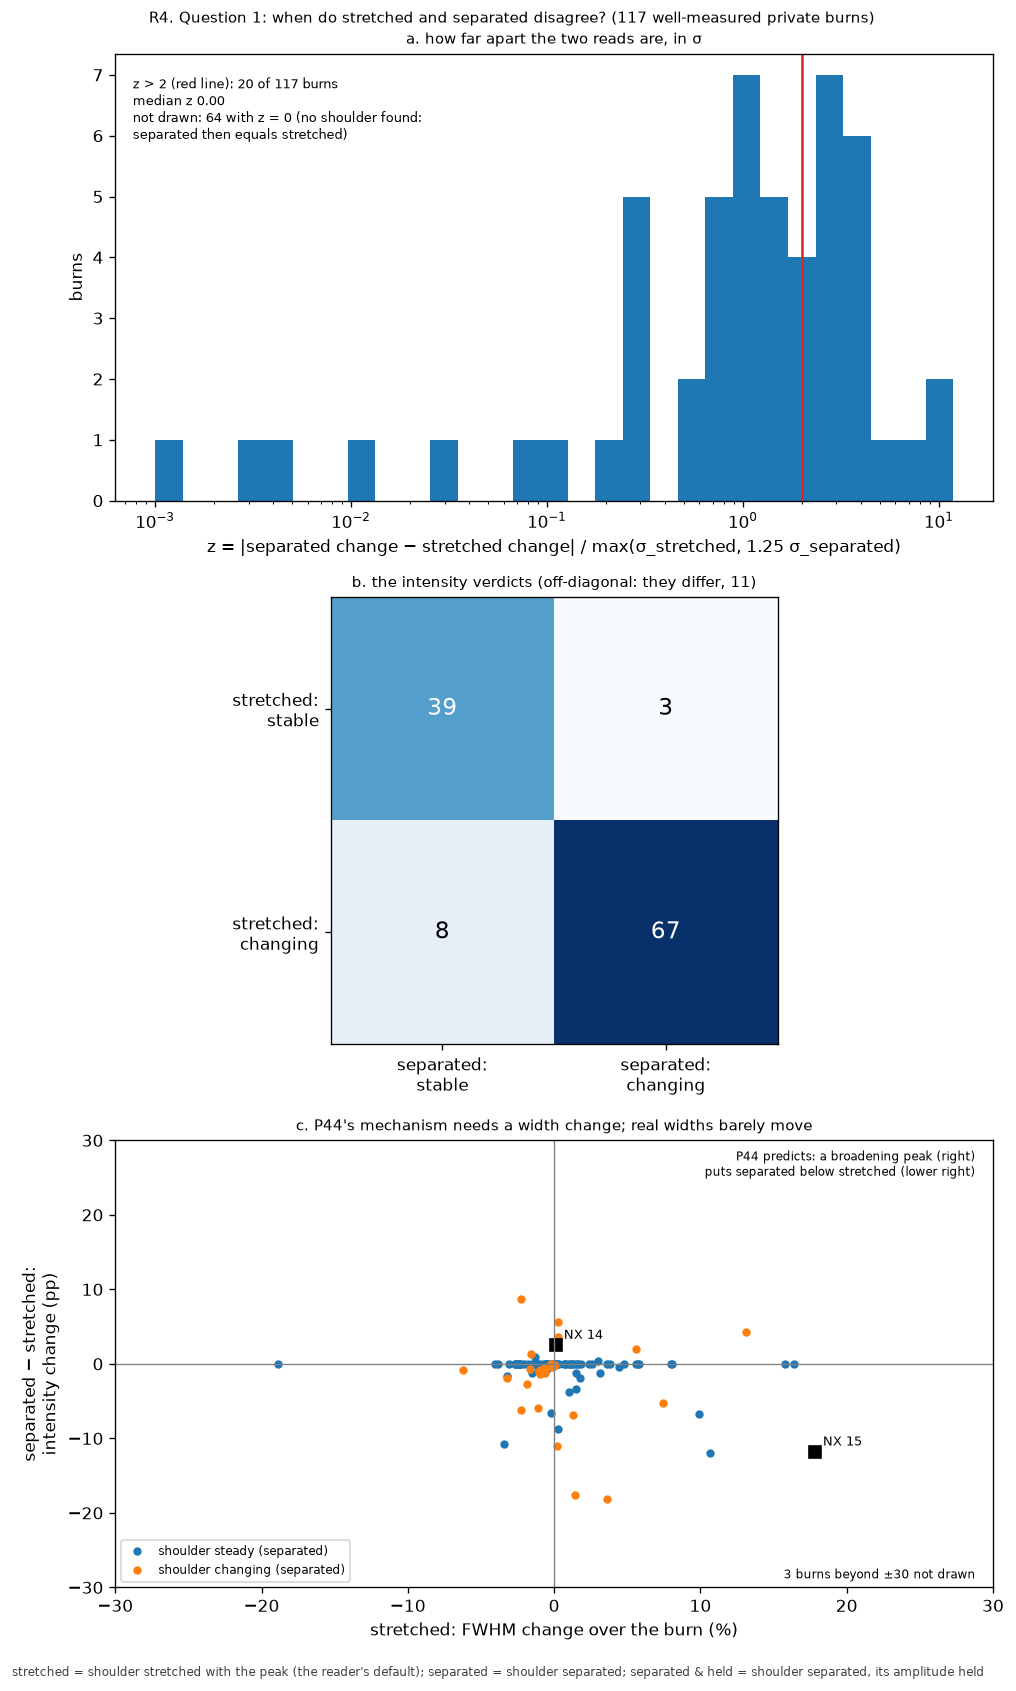 R4. Question 1: when do stretched and separated disagree? (117 well-measured private burns)
a. how far apart the two reads are, in σ
z > 2 (red line): 20 of 117 burns
median z 0.00
not drawn: 64 with z = 0 (no shoulder found:
separated then equals stretched)
burns
7
6
5
4
3
2
1
0
10⁻³
10⁻²
10⁻¹
10⁰
10¹
z = |separated change − stretched change| / max(σ_stretched, 1.25 σ_separated)
b. the intensity verdicts (off-diagonal: they differ, 11)
stretched:
stable
39
3
stretched:
changing
8
67
separated:
stable
separated:
changing
c. P44's mechanism needs a width change; real widths barely move
P44 predicts: a broadening peak (right)
puts separated below stretched (lower right)
separated − stretched:
intensity change (pp)
30
20
10
0
−10
−20
−30
NX 14
NX 15
shoulder steady (separated)
shoulder changing (separated)
3 burns beyond ±30 not drawn
−30
−20
−10
0
10
20
30
stretched: FWHM change over the burn (%)
stretched = shoulder stretched with the peak (the reader's default); separated = shoulder separated; separated & held = shoulder separated, its amplitude held